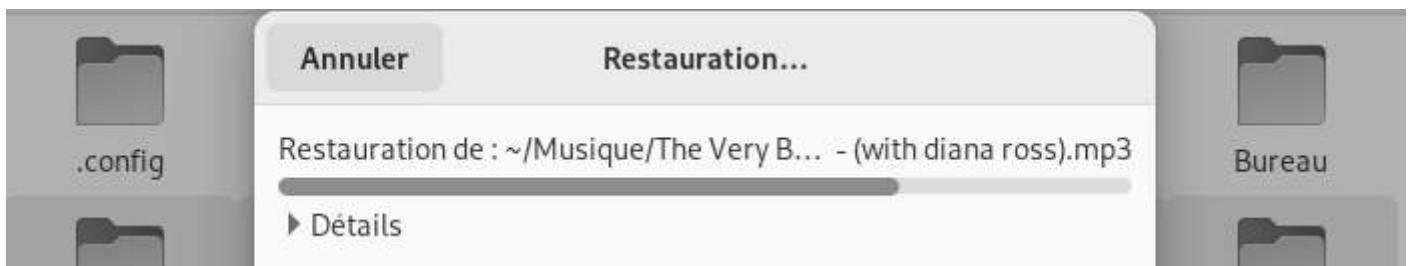 Annuler
Restauration...
Restauration de : ~/Musique/The Very B... - (with diana ross).mp3
.config
Bureau
Détails